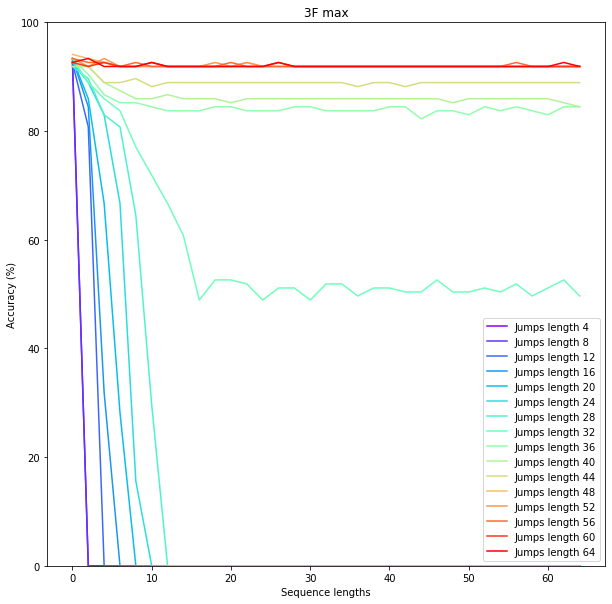 3F max
100
80
60
40
20
0
Accuracy (%)
0 10 20 30 40 50 60
Sequence lengths
Jumps length 4
Jumps length 8
Jumps length 12
Jumps length 16
Jumps length 20
Jumps length 24
Jumps length 28
Jumps length 32
Jumps length 36
Jumps length 40
Jumps length 44
Jumps length 48
Jumps length 52
Jumps length 56
Jumps length 60
Jumps length 64